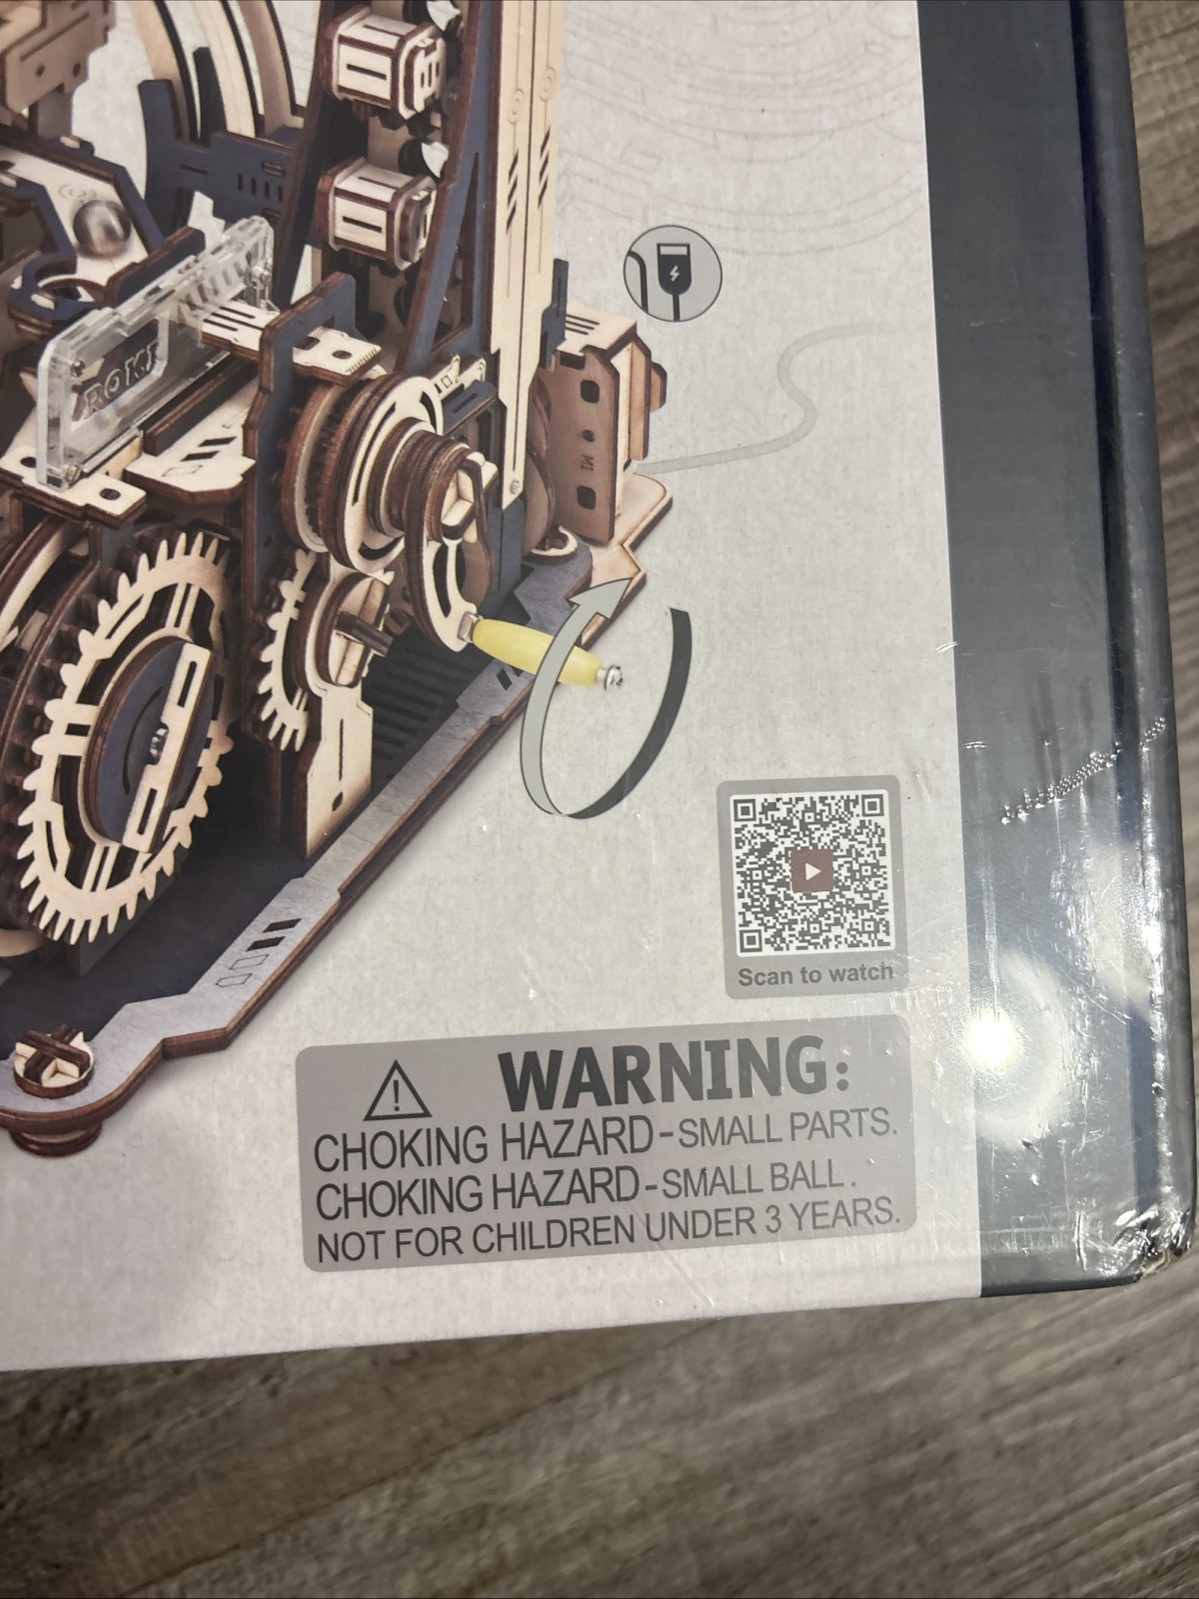 ROKR
M1
Scan to watch
WARNING:
CHOKING HAZARD-SMALL PARTS.
CHOKING HAZARD-SMALL BALL.
NOT FOR CHILDREN UNDER 3 YEARS.